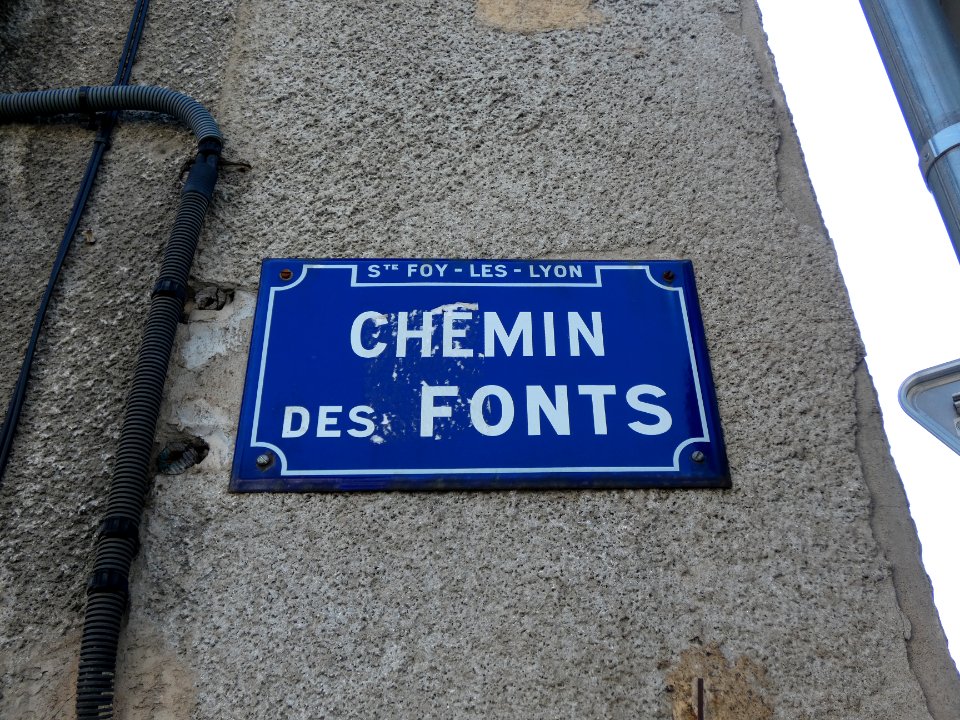 STE FOY-LES-LYON
CHEMIN
DES FONTS